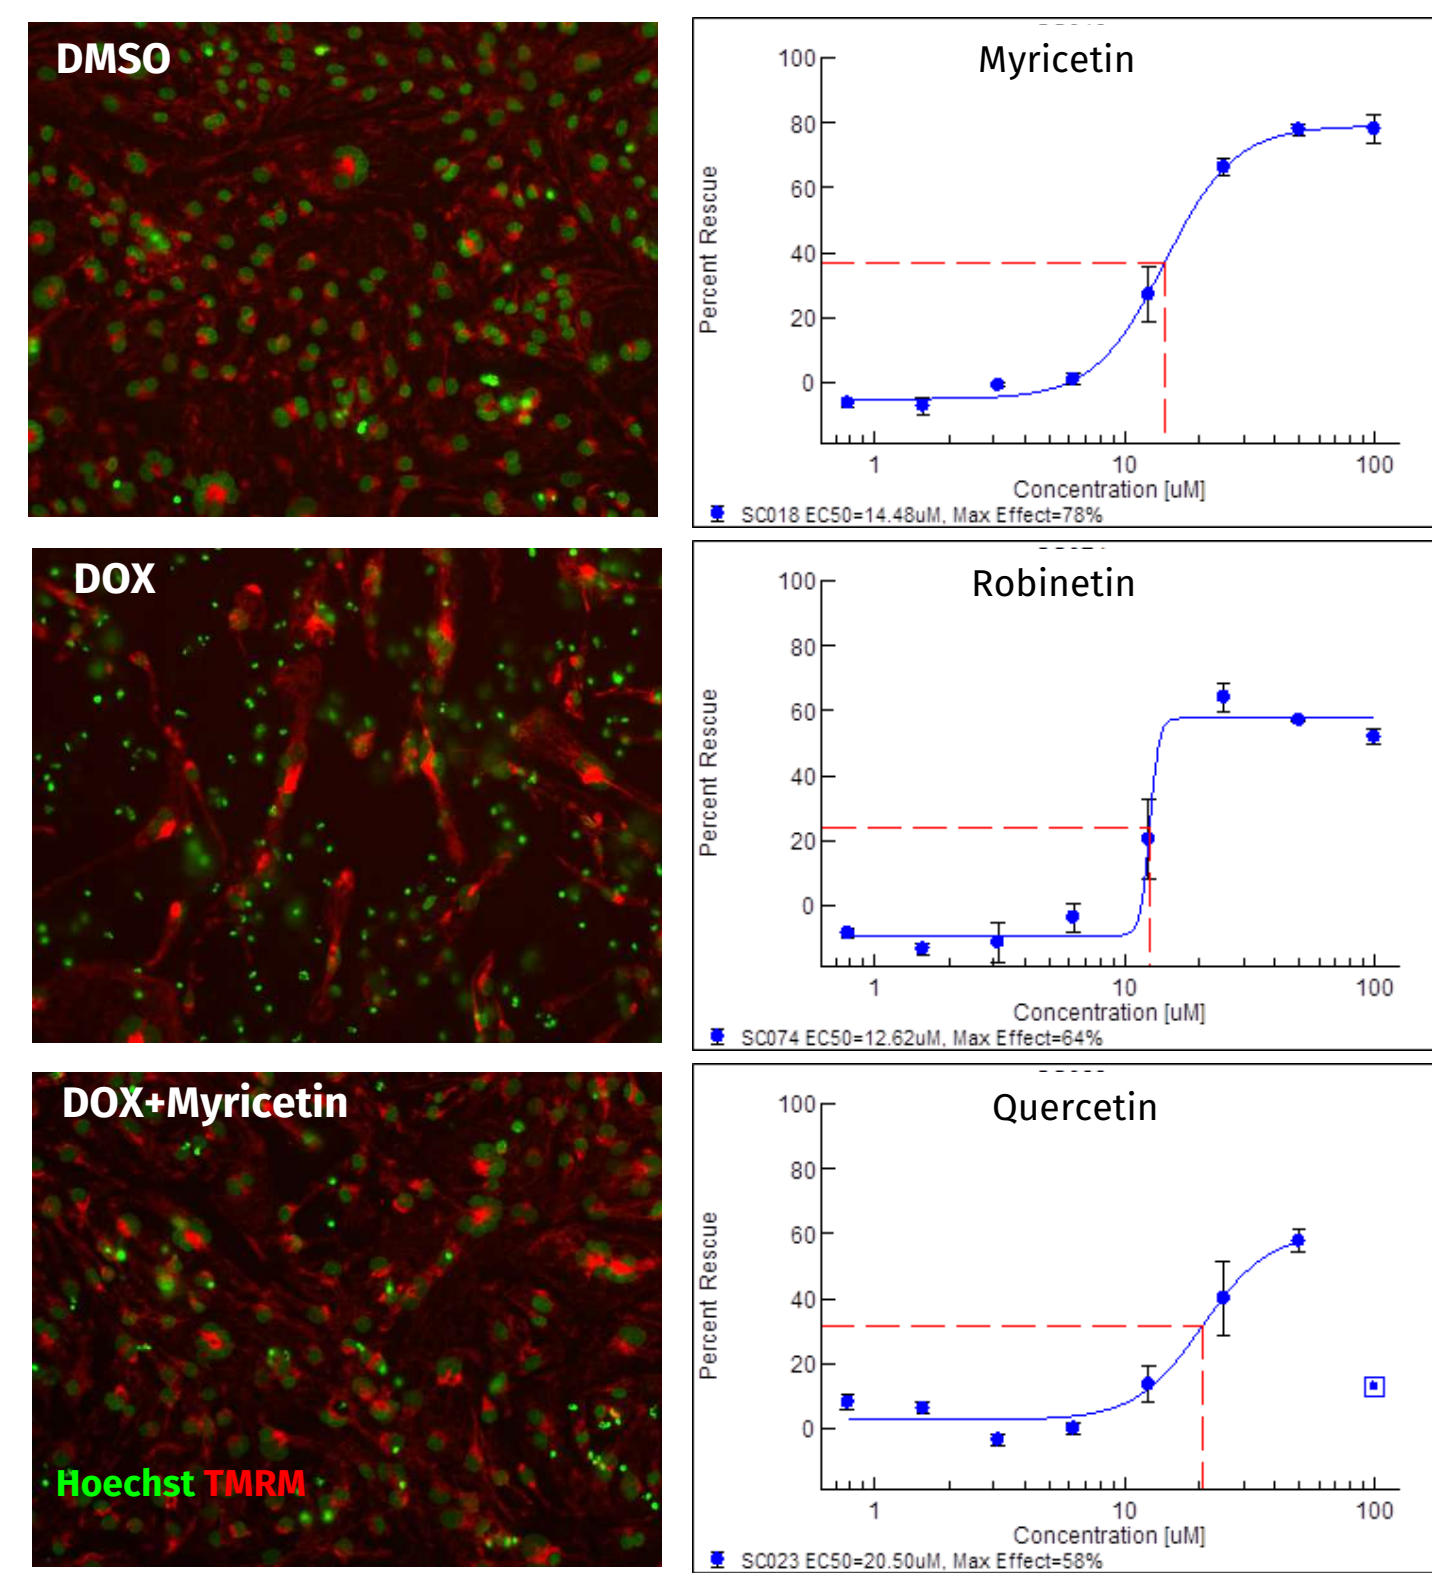 DMSO
DOX
DOX+Myricetin
Hoechst TMRM
Myricetin
100
80
60
40
20
0
Percent Rescue
1 10 100
Concentration [uM]
SC018 EC50=14.48uM, Max Effect=78%
Robinetin
100
80
60
40
20
0
Percent Rescue
1 10 100
Concentration [uM]
SC074 EC50=12.62uM, Max Effect=64%
Quercetin
100
80
60
40
20
0
Percent Rescue
1 10 100
Concentration [uM]
SC023 EC50=20.50uM, Max Effect=58%